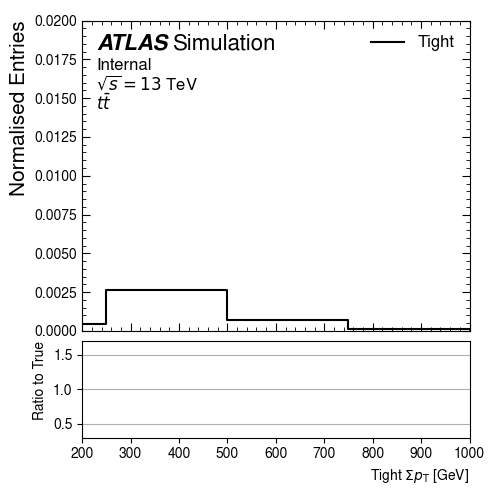 0.0200
ATLAS Simulation
Tight
0.0175
Internal
√s = 13 TeV
0.0150
tt̄
0.0125
Normalised Entries
0.0100
0.0075
0.0050
0.0025
0.0000
1.5
1.0
0.5
Ratio to True
200 300 400 500 600 700 800 900 1000
Tight Σp_T [GeV]